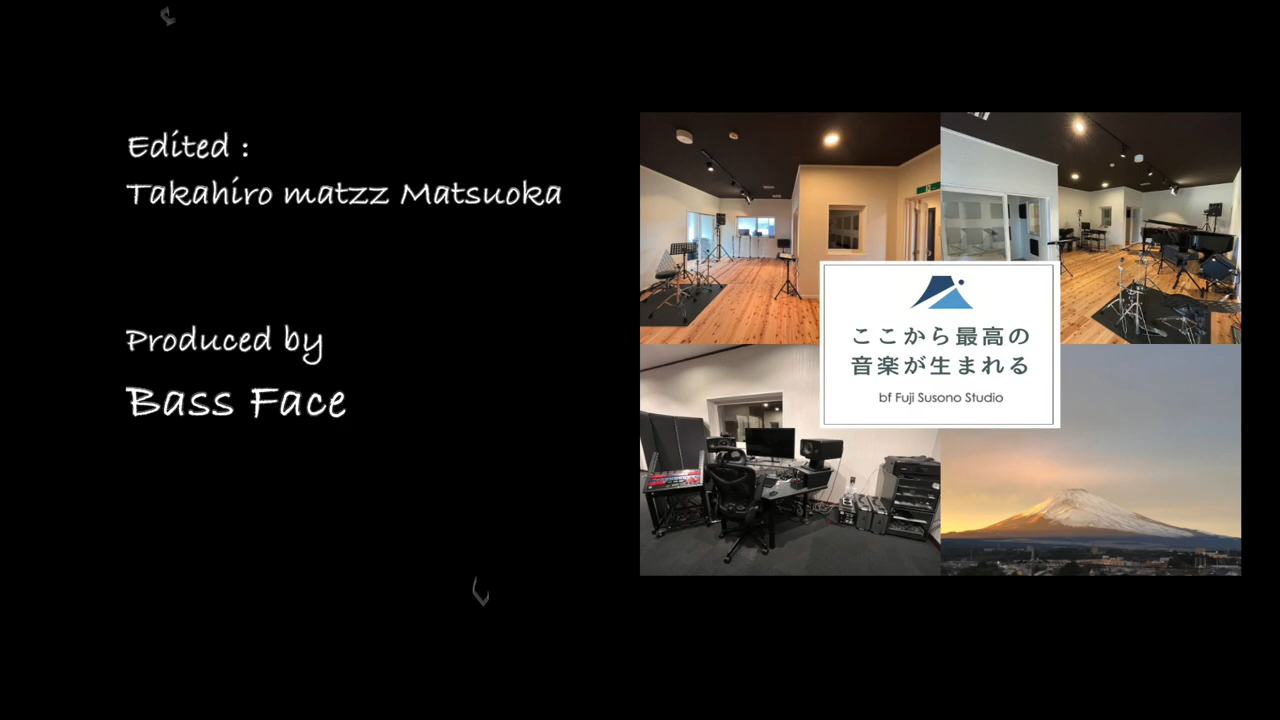 Edited :
Takahiro matzz Matsuoka
Produced by
Bass Face
ここから最高の
音楽が生まれる
bf Fuji Susono Studio